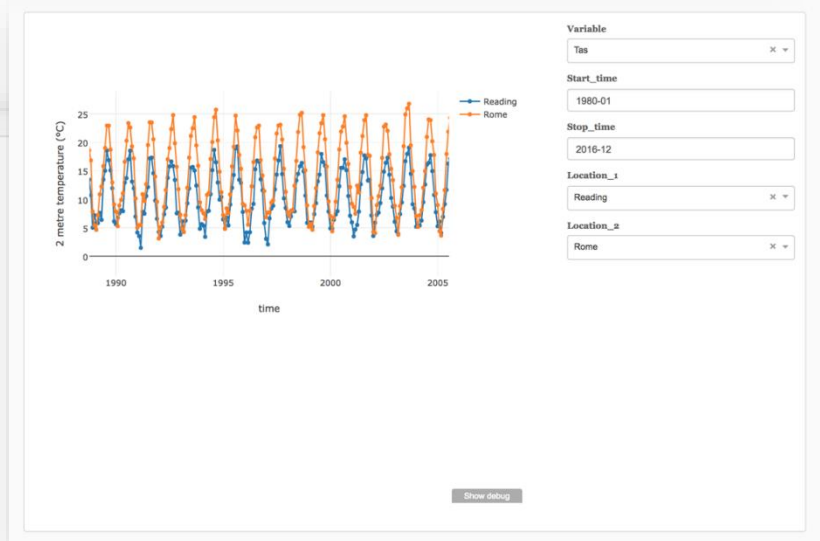 Variable
Tas
Start_time
1980-01
Stop_time
2016-12
Location_1
Reading
Location_2
Rome
Reading
Rome
2 metre temperature (°C)
25
20
15
10
5
0
1990
1995
2000
2005
time
Show debug